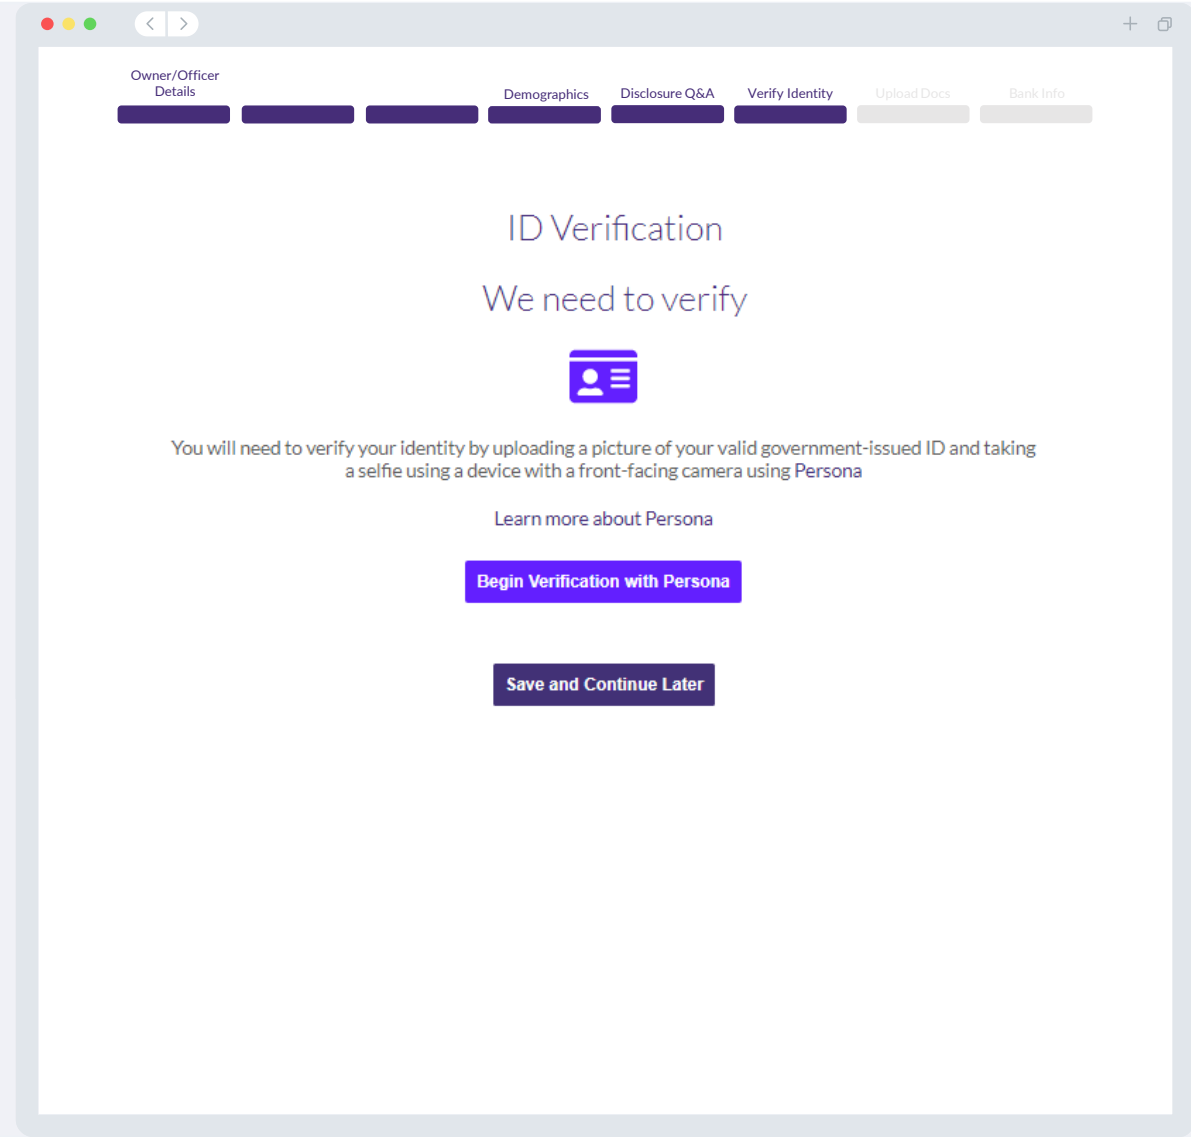 Owner/Officer
Details
Demographics
Disclosure Q&A
Verify Identity
Upload Docs
Bank Info
ID Verification
We need to verify
You will need to verify your identity by uploading a picture of your valid government-issued ID and taking
a selfie using a device with a front-facing camera using Persona
Learn more about Persona
Begin Verification with Persona
Save and Continue Later